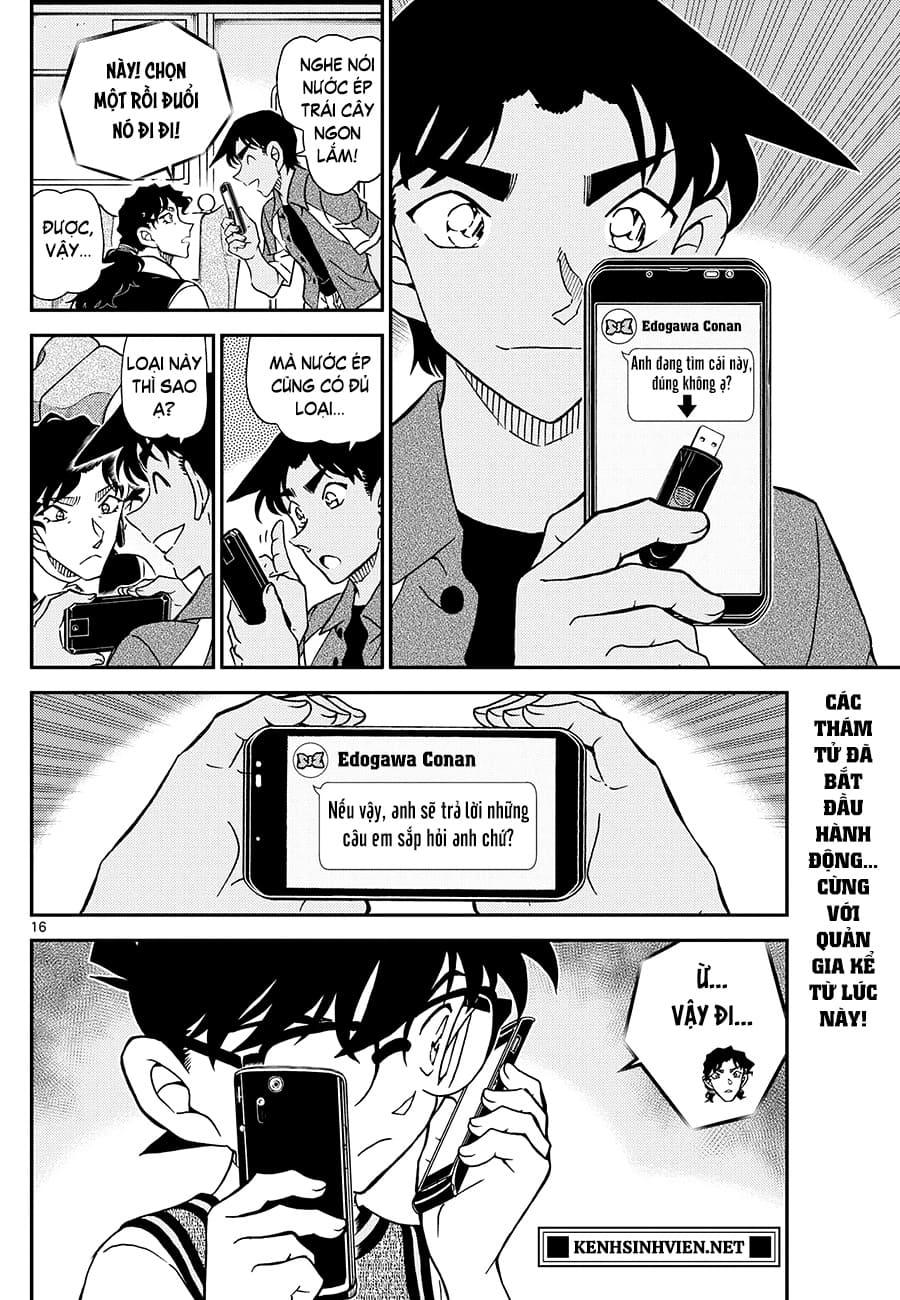 NGHE NÓI
NƯỚC ÉP
TRÁI CÂY
NGON
LẮM!
NÀY! CHỌN
MỘT RỒI ĐUỔI
NÓ ĐI ĐI!
ĐƯỢC,
VẬY...
MÀ NƯỚC ÉP
CŨNG CÓ ĐỦ
LOẠI...
LOẠI NÀY
THÌ SAO
Ạ?
Edogawa Conan
Anh đang tìm cái này,
đúng không ạ?
Edogawa Conan
Nếu vậy, anh sẽ trả lời những
câu em sắp hỏi anh chứ?
CÁC
THÁM
TỬ ĐÃ
BẮT
ĐẦU
HÀNH
ĐỘNG...
CÙNG
VỚI
QUẢN
GIA KỂ
TỪ LÚC
NÀY!
16
Ừ...
VẬY ĐI...
KENHSINHVIEN.NET